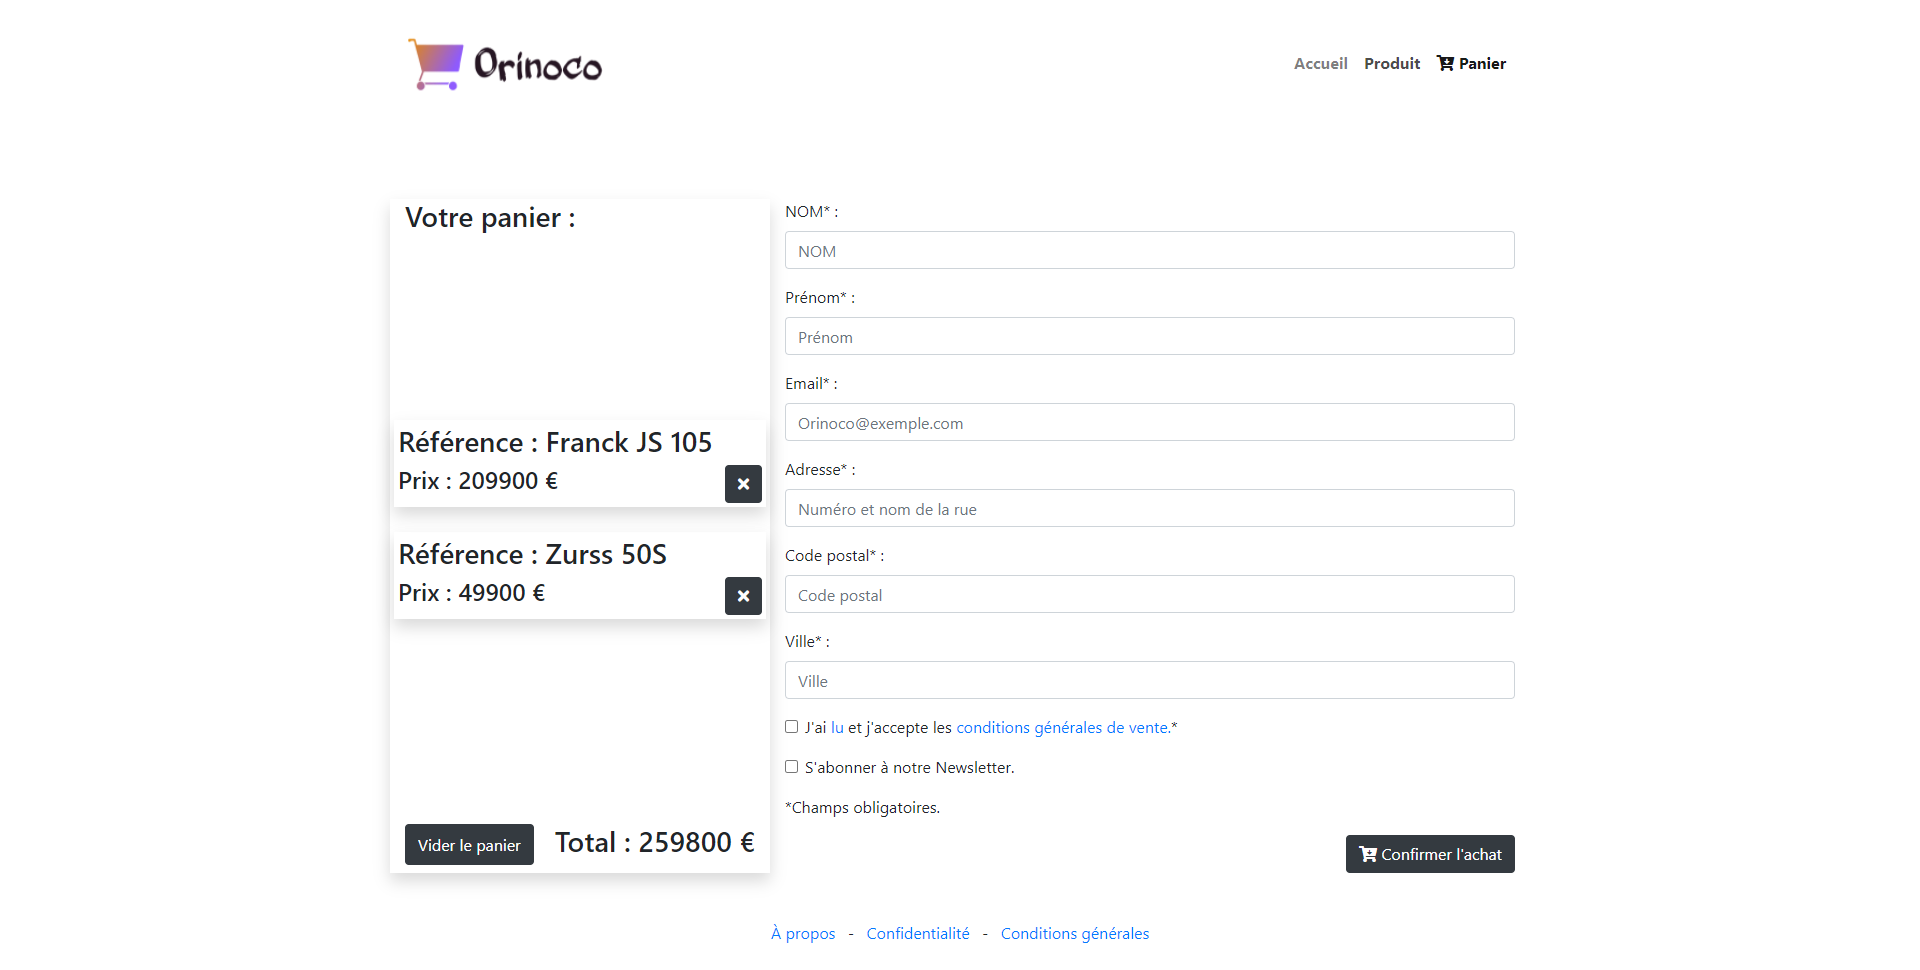 Orinoco
Accueil Produit Panier
Votre panier :
Référence : Franck JS 105
Prix : 209900 €
Référence : Zurss 50S
Prix : 49900 €
Vider le panier Total : 259800 €
NOM* :
NOM
Prénom* :
Prénom
Email* :
Orinoco@exemple.com
Adresse* :
Numéro et nom de la rue
Code postal* :
Code postal
Ville* :
Ville
J'ai lu et j'accepte les conditions générales de vente.*
S'abonner à notre Newsletter.
*Champs obligatoires.
Confirmer l'achat
À propos - Confidentialité - Conditions générales